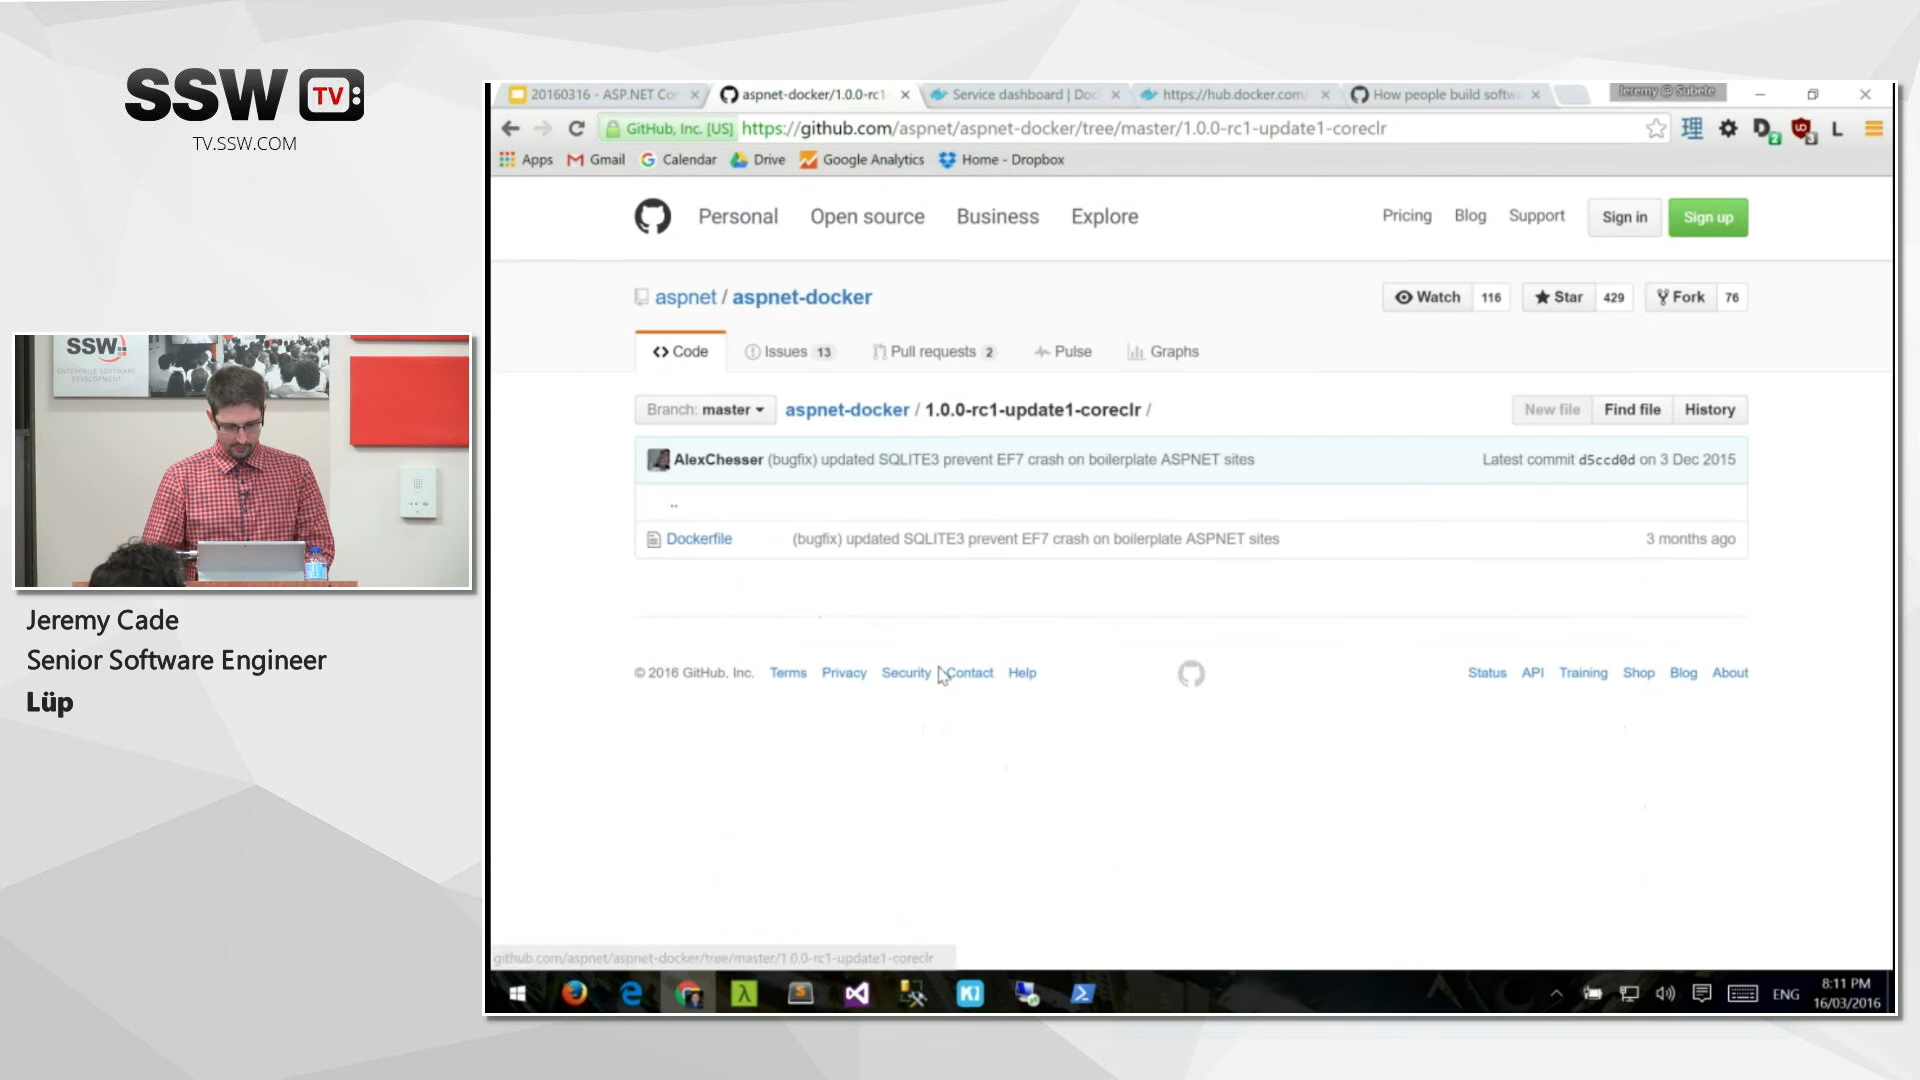 SSW TV:
TV.SSW.COM
SSW
ENTERPRISE SOFTWARE
DEVELOPMENT
Jeremy Cade
Senior Software Engineer
Lüp
20160316 - ASP.NET Co
aspnet-docker/1.0.0-rc1-
Service dashboard | Doc
https://hub.docker.com/
How people build softw
Jeremy @ Subete
GitHub, Inc. [US]
https://github.com/aspnet/aspnet-docker/tree/master/1.0.0-rc1-update1-coreclr
Apps Gmail Calendar Drive Google Analytics Home - Dropbox
Personal Open source Business Explore Pricing Blog Support Sign in Sign up
aspnet / aspnet-docker Watch 116 Star 429 Fork 76
Code Issues 13 Pull requests 2 Pulse Graphs
Branch: master aspnet-docker / 1.0.0-rc1-update1-coreclr / New file Find file History
AlexChesser (bugfix) updated SQLITE3 prevent EF7 crash on boilerplate ASPNET sites Latest commit d5ccd0d on 3 Dec 2015
..
Dockerfile (bugfix) updated SQLITE3 prevent EF7 crash on boilerplate ASPNET sites 3 months ago
© 2016 GitHub, Inc. Terms Privacy Security Contact Help Status API Training Shop Blog About
github.com/aspnet/aspnet-docker/tree/master/1.0.0-rc1-update1-coreclr
ENG
8:11 PM
16/03/2016